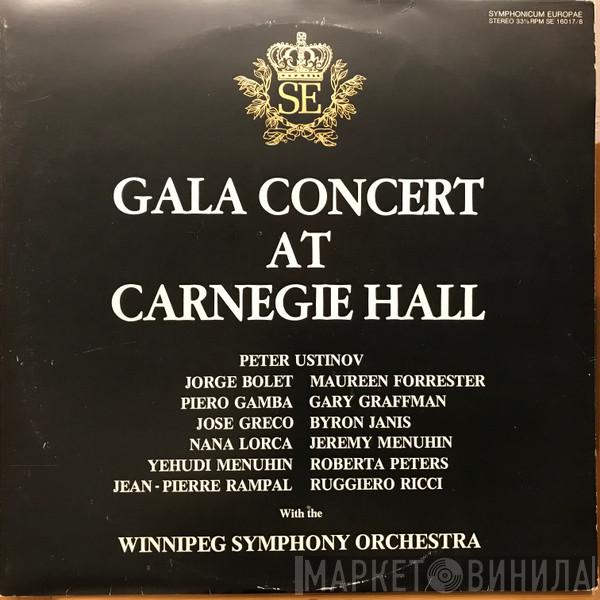 SYMPHONICUM EUROPAE
STEREO 33⅓ RPM SE 16017/8
SE
GALA CONCERT
AT
CARNEGIE HALL
PETER USTINOV
JORGE BOLET MAUREEN FORRESTER
PIERO GAMBA GARY GRAFFMAN
JOSE GRECO BYRON JANIS
NANA LORCA JEREMY MENUHIN
YEHUDI MENUHIN ROBERTA PETERS
JEAN-PIERRE RAMPAL RUGGIERO RICCI
With the
WINNIPEG SYMPHONY ORCHESTRA
МАРКЕТ ВИНИЛА